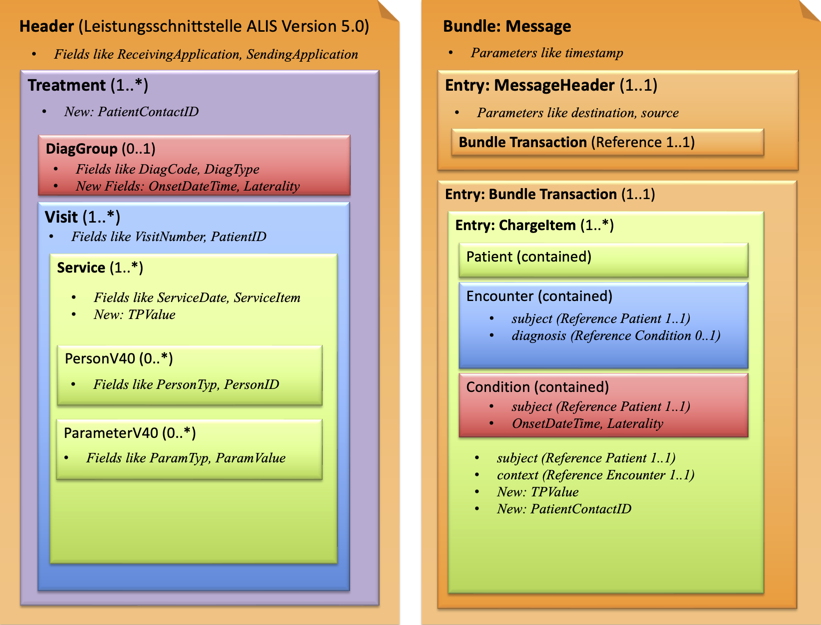 Header (Leistungsschnittstelle ALIS Version 5.0)
• Fields like ReceivingApplication, SendingApplication
Treatment (1..*)
• New: PatientContactID
DiagGroup (0..1)
• Fields like DiagCode, DiagType
• New Fields: OnsetDateTime, Laterality
Visit (1..*)
• Fields like VisitNumber, PatientID
Service (1..*)
• Fields like ServiceDate, ServiceItem
• New: TPValue
PersonV40 (0..*)
• Fields like PersonTyp, PersonID
ParameterV40 (0..*)
• Fields like ParamTyp, ParamValue
Bundle: Message
• Parameters like timestamp
Entry: MessageHeader (1..1)
• Parameters like destination, source
Bundle Transaction (Reference 1..1)
Entry: Bundle Transaction (1..1)
Entry: ChargeItem (1..*)
Patient (contained)
Encounter (contained)
• subject (Reference Patient 1..1)
• diagnosis (Reference Condition 0..1)
Condition (contained)
• subject (Reference Patient 1..1)
• OnsetDateTime, Laterality
• subject (Reference Patient 1..1)
• context (Reference Encounter 1..1)
• New: TPValue
• New: PatientContactID